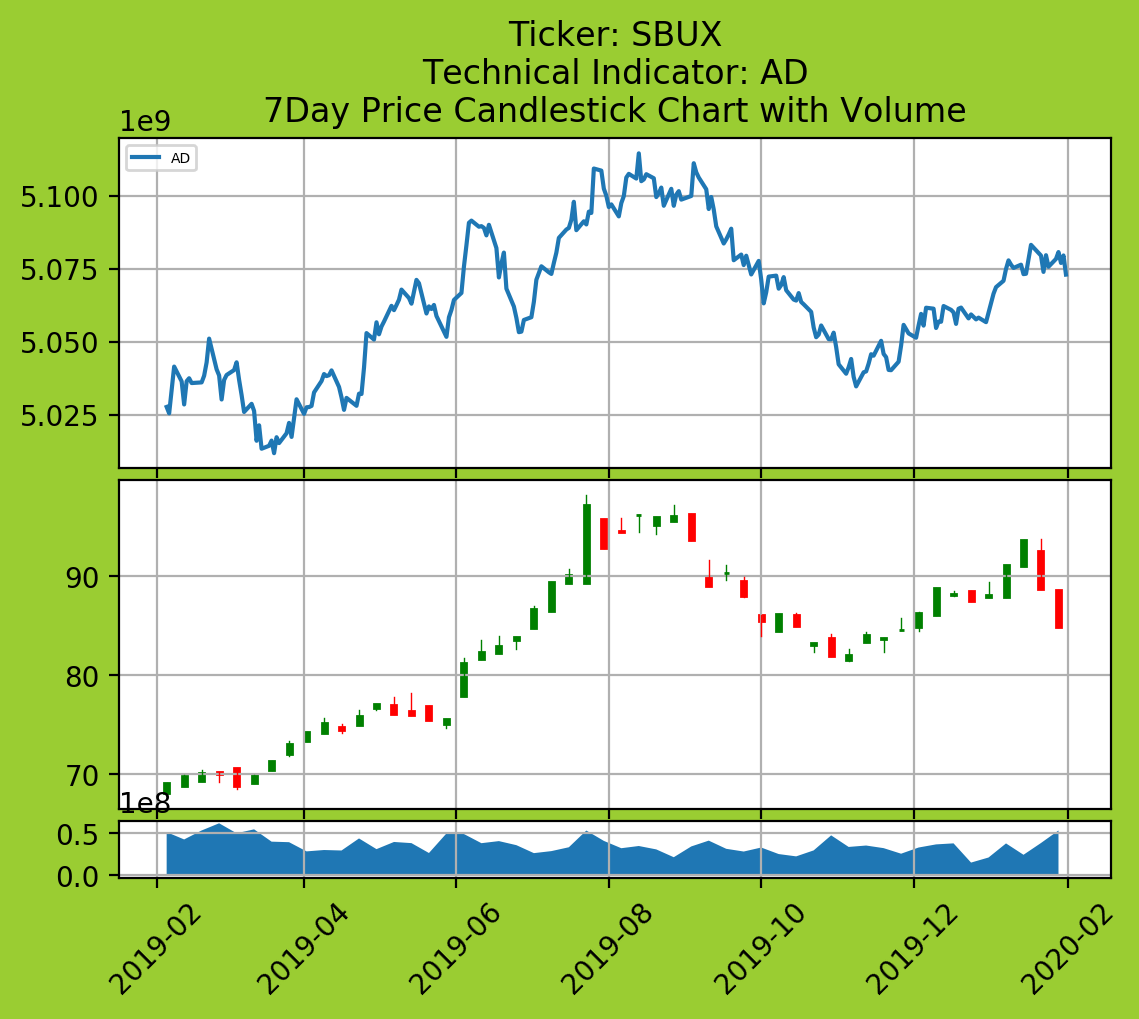 Ticker: SBUX
Technical Indicator: AD
7Day Price Candlestick Chart with Volume
1e9
AD
5.100
5.075
5.050
5.025
90
80
70
1e8
0.5
0.0
2019-02
2019-04
2019-06
2019-08
2019-10
2019-12
2020-02